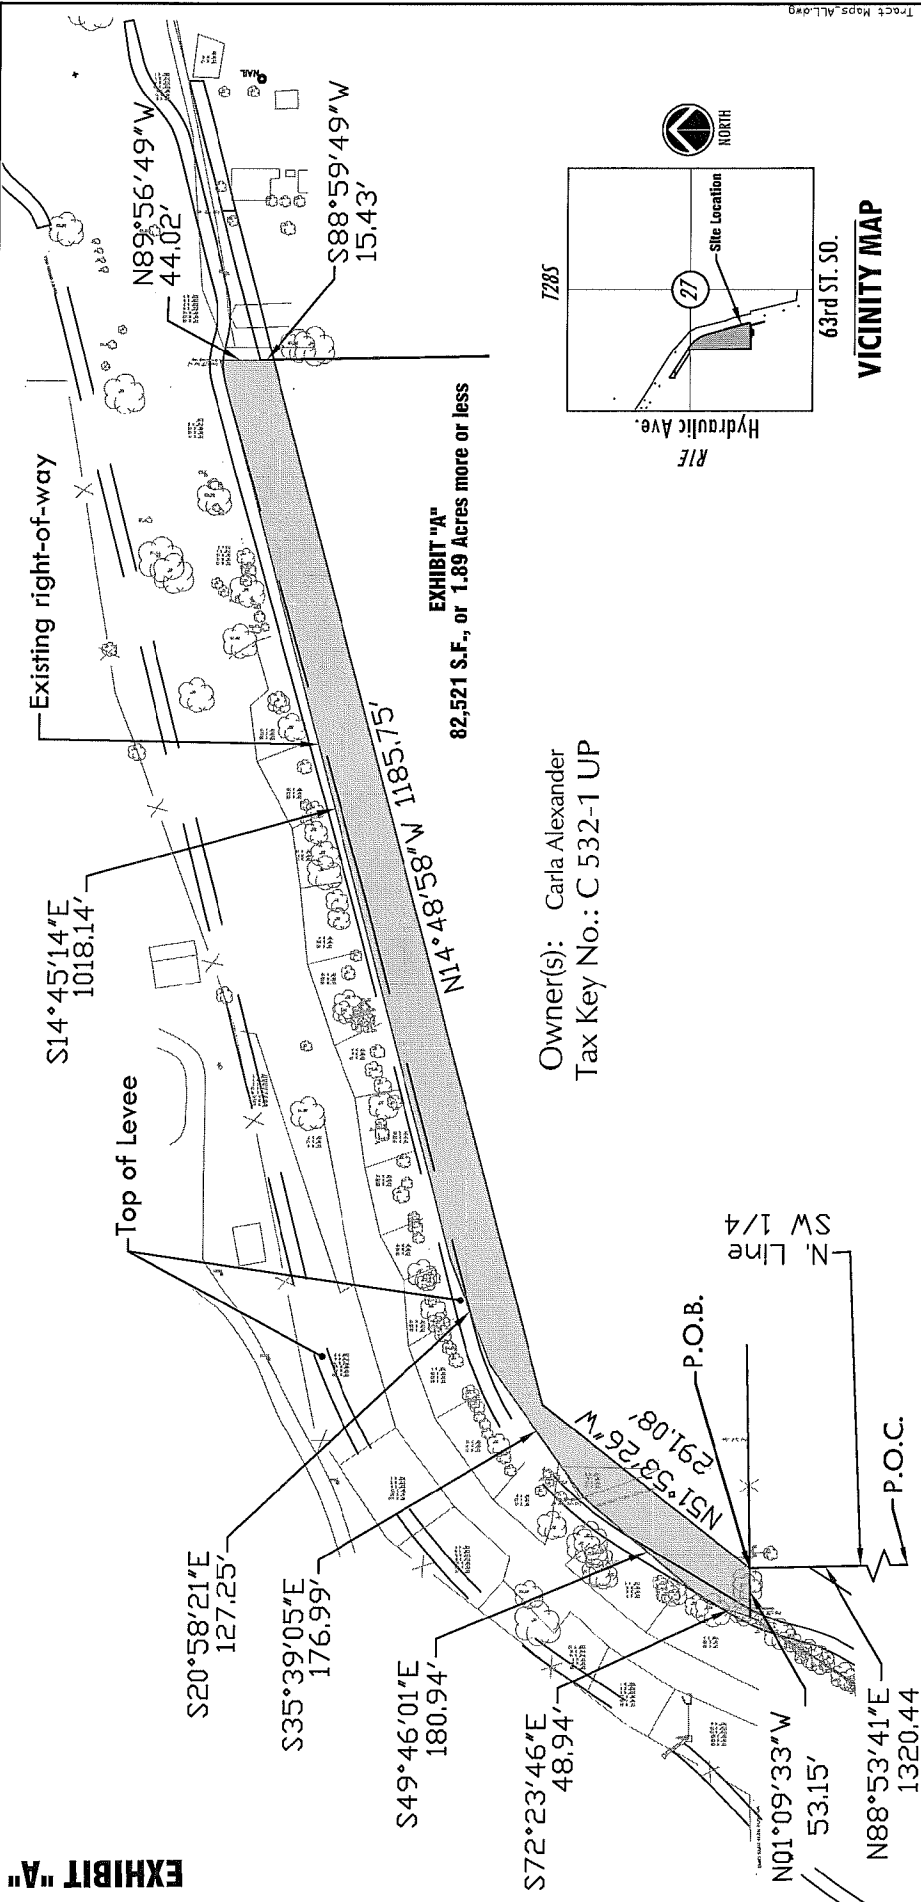 Tract Maps_ALL.dwg
EXHIBIT "A"
N89°56'49"W
44.02'
S88°59'49"W
15.43'
NAIL
Existing right-of-way
S14°45'14"E
1018.14'
Top of Levee
EXHIBIT "A"
82,521 S.F., or 1.89 Acres more or less
N14°48'58"W 1185.75'
Owner(s): Carla Alexander
Tax Key No.: C 532-1 UP
S20°58'21"E
127.25'
S35°39'05"E
176.99'
S49°46'01"E
180.94'
S72°23'46"E
48.94'
N01°09'33"W
53.15'
N88°53'41"E
1320.44
N51°53'26"W
291.08'
P.O.B.
P.O.C.
N. Line
SW 1/4
NORTH
T28S
R1E
Hydraulic Ave.
27
Site Location
63rd ST. SO.
VICINITY MAP